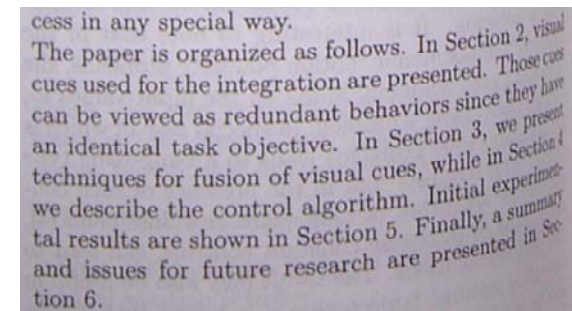 cess in any special way.
The paper is organized as follows. In Section 2, visual
cues used for the integration are presented. Those cues
can be viewed as redundant behaviors since they have
an identical task objective. In Section 3, we present
techniques for fusion of visual cues, while in Section 4
we describe the control algorithm. Initial experimen-
tal results are shown in Section 5. Finally, a summary
and issues for future research are presented in Sec-
tion 6.